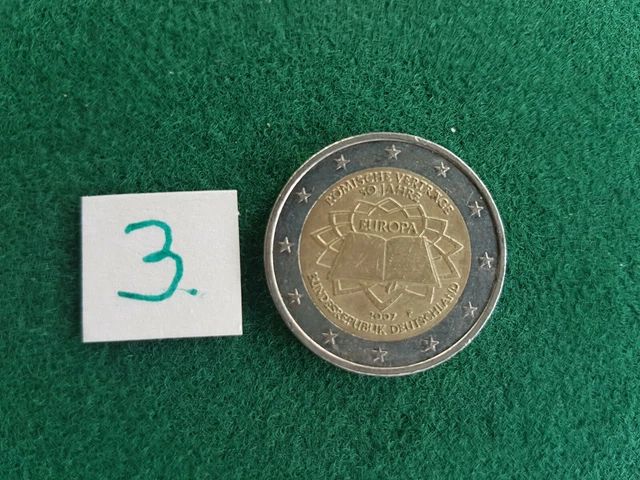 3.
RÖMISCHE VERTRÄGE
50 JAHRE
EUROPA
2007 F
BUNDESREPUBLIK DEUTSCHLAND